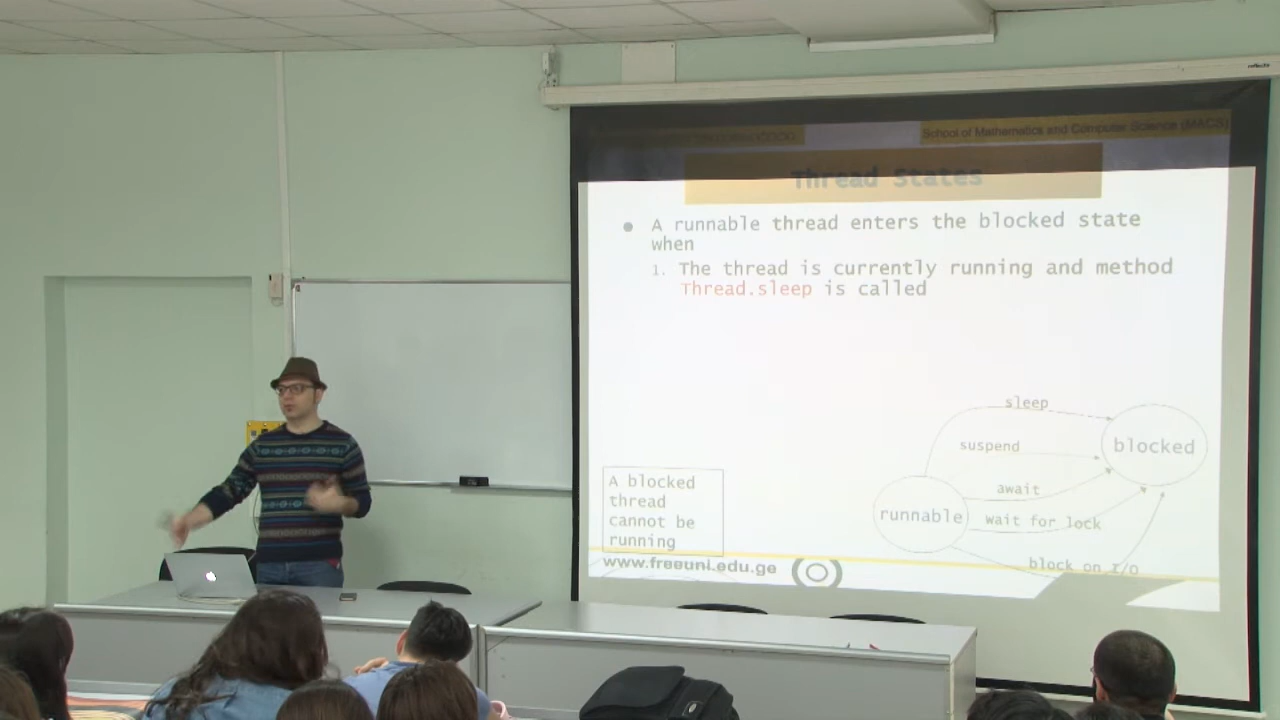 reflecta
School of Mathematics and Computer Science (MACS)
Thread States
A runnable thread enters the blocked state
when
1. The thread is currently running and method
Thread.sleep is called
sleep
suspend
blocked
await
runnable
wait for lock
block on I/O
A blocked
thread
cannot be
running
www.freeuni.edu.ge